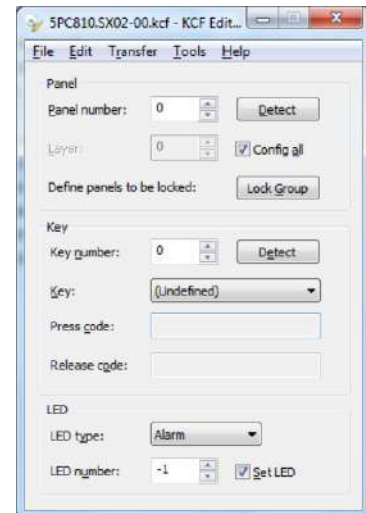 5PC810.SX02-00.kcf - KCF Edit...
File Edit Transfer Tools Help
Panel
Panel number: 0 Detect
Layer: 0 Config all
Define panels to be locked: Lock Group
Key
Key number: 0 Detect
Key: (Undefined)
Press code:
Release code:
LED
LED type: Alarm
LED number: -1 Set LED